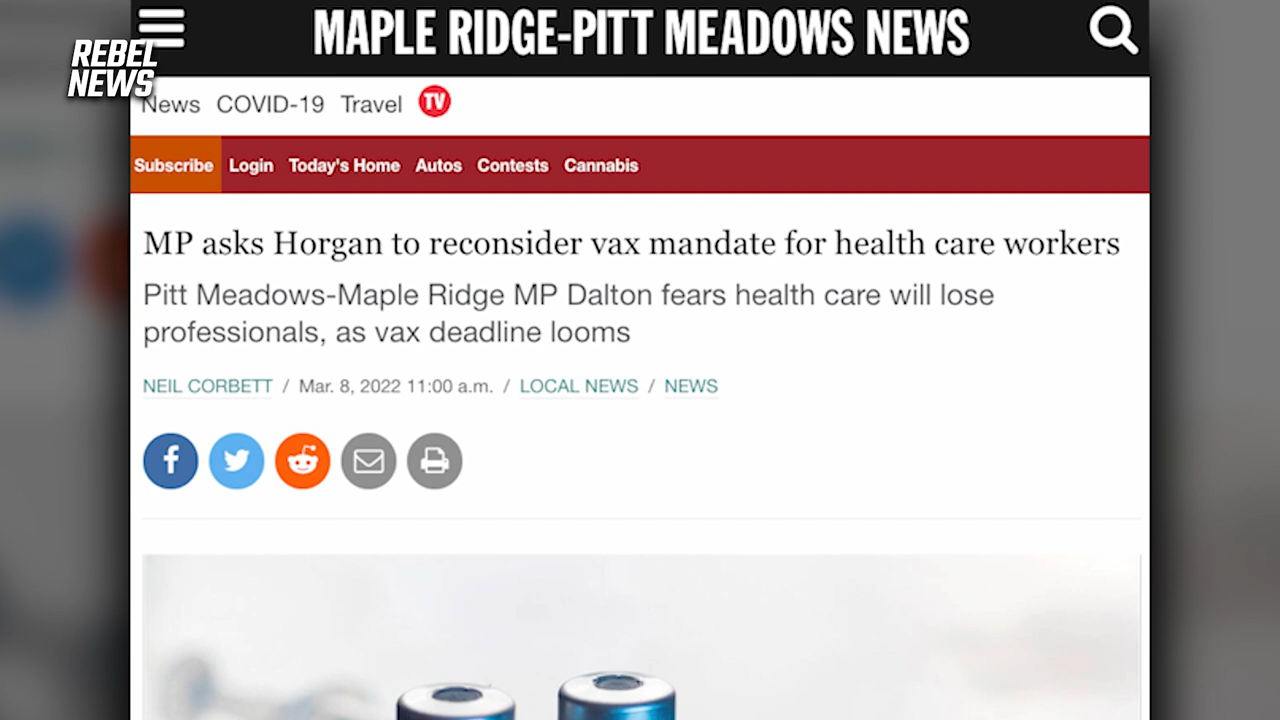 MAPLE RIDGE-PITT MEADOWS NEWS
REBEL
NEWS
News COVID-19 Travel TV
Subscribe Login Today's Home Autos Contests Cannabis
MP asks Horgan to reconsider vax mandate for health care workers
Pitt Meadows-Maple Ridge MP Dalton fears health care will lose
professionals, as vax deadline looms
NEIL CORBETT / Mar. 8, 2022 11:00 a.m. / LOCAL NEWS / NEWS